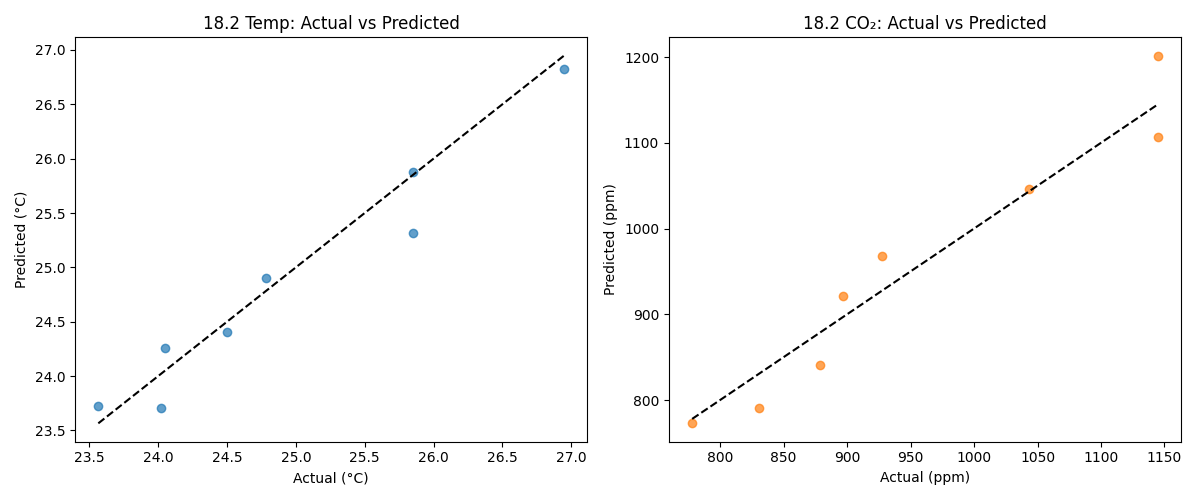 18.2 Temp: Actual vs Predicted
27.0
26.5
26.0
25.5
25.0
24.5
24.0
23.5
Predicted (°C)
23.5 24.0 24.5 25.0 25.5 26.0 26.5 27.0
Actual (°C)
18.2 CO₂: Actual vs Predicted
1200
1100
1000
900
800
Predicted (ppm)
800 850 900 950 1000 1050 1100 1150
Actual (ppm)